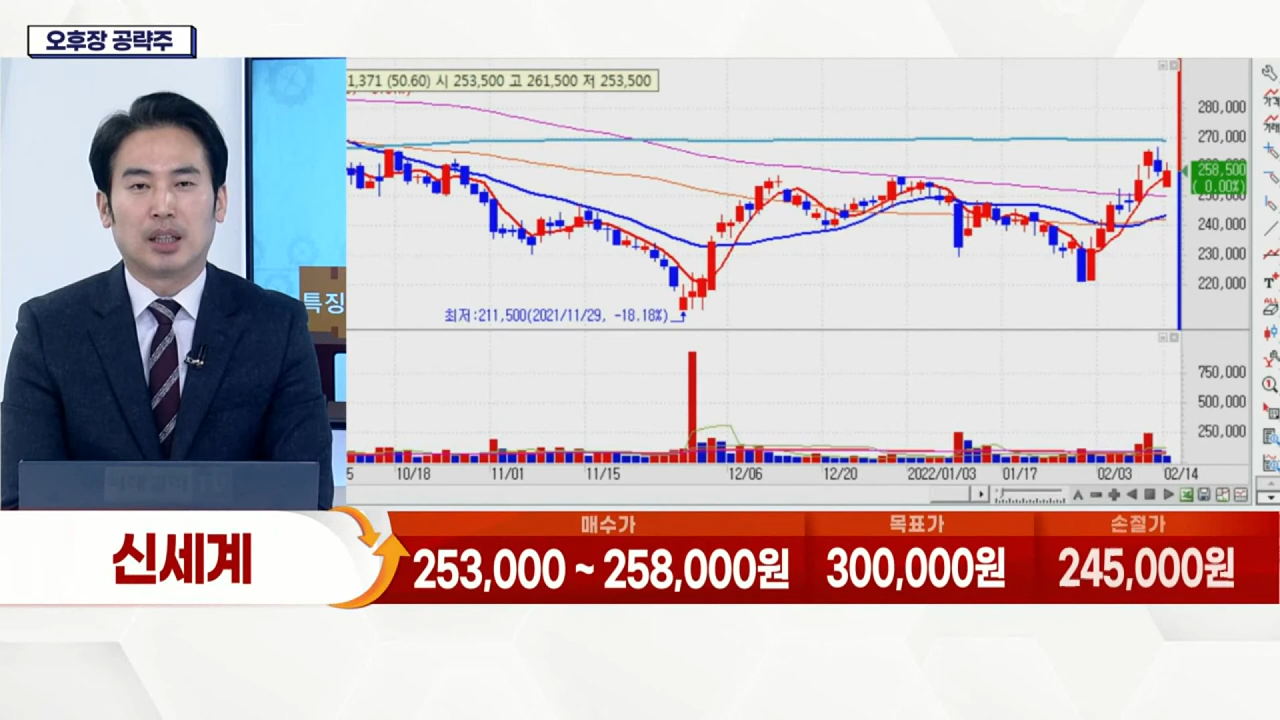 오후장 공략주
1,371 (50.60) 시 253,500 고 261,500 저 253,500
280,000
270,000
258,500
( 0.00%)
250,000
240,000
230,000
220,000
최저:211,500(2021/11/29, -18.18%)
특징
750,000
500,000
250,000
5 10/18 11/01 11/15 12/06 12/20 2022/01/03 01/17 02/03 02/14
A
신세계
매수가 목표가 손절가
253,000 ~ 258,000원 300,000원 245,000원